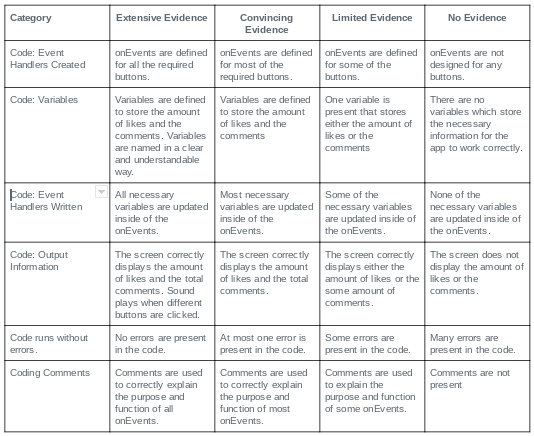 Category
Extensive Evidence
Convincing
Evidence
Limited Evidence
No Evidence
Code: Event
Handlers Created
onEvents are defined
for all the required
buttons.
onEvents are defined
for most of the
required buttons.
onEvents are defined
for some of the
buttons.
onEvents are not
designed for any
buttons.
Code: Variables
Variables are defined
to store the amount
of likes and the
comments. Variables
are named in a clear
and understandable
way.
Variables are defined
to store the amount
of likes and the
comments
One variable is
present that stores
either the amount of
likes or the
comments
There are no
variables which store
the necessary
information for the
app to work correctly.
Code: Event
Handlers Written
All necessary
variables are updated
inside of the
onEvents.
Most necessary
variables are updated
inside of the
onEvents.
Some of the
necessary variables
are updated inside of
the onEvents.
None of the
necessary variables
are updated inside of
the onEvents.
Code: Output
Information
The screen correctly
displays the amount
of likes and the total
comments. Sound
plays when different
buttons are clicked.
The screen correctly
displays the amount
of likes and the total
comments.
The screen correctly
displays either the
amount of likes or the
some amount of
comments.
The screen does not
display the amount of
likes or the
comments.
Code runs without
errors.
No errors are present
in the code.
At most one error is
present in the code.
Some errors are
present in the code.
Many errors are
present in the code.
Coding Comments
Comments are used
to correctly explain
the purpose and
function of all
onEvents.
Comments are used
to correctly explain
the purpose and
function of most
onEvents.
Comments are used
to explain the
purpose and function
of some onEvents.
Comments are not
present